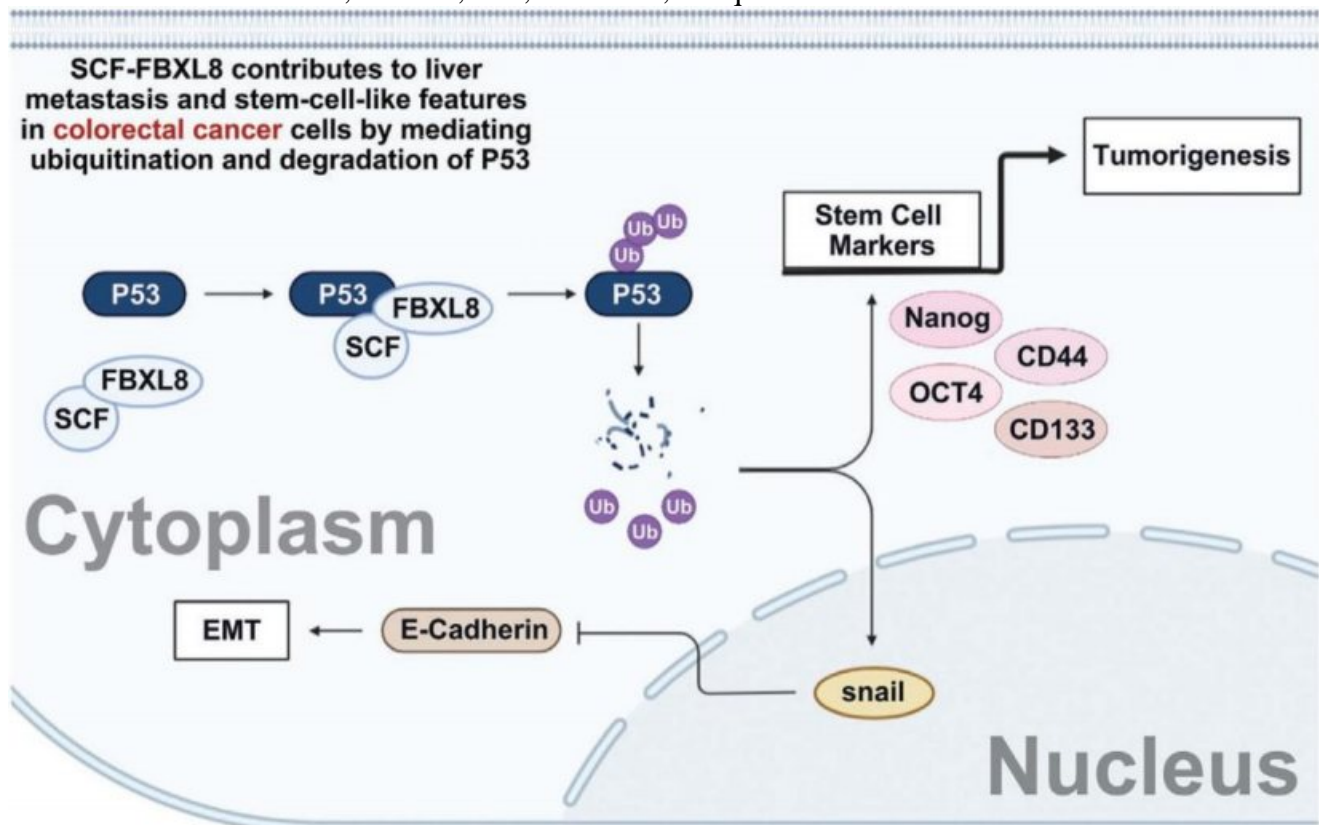 SCF-FBXL8 contributes to liver
metastasis and stem-cell-like features
in colorectal cancer cells by mediating
ubiquitination and degradation of P53
Tumorigenesis
Stem Cell
Markers
Ub
Ub
Ub
P53
P53
FBXL8
SCF
P53
FBXL8
SCF
Nanog
CD44
OCT4
CD133
Ub
Ub
Ub
Cytoplasm
EMT
E-Cadherin
snail
Nucleus